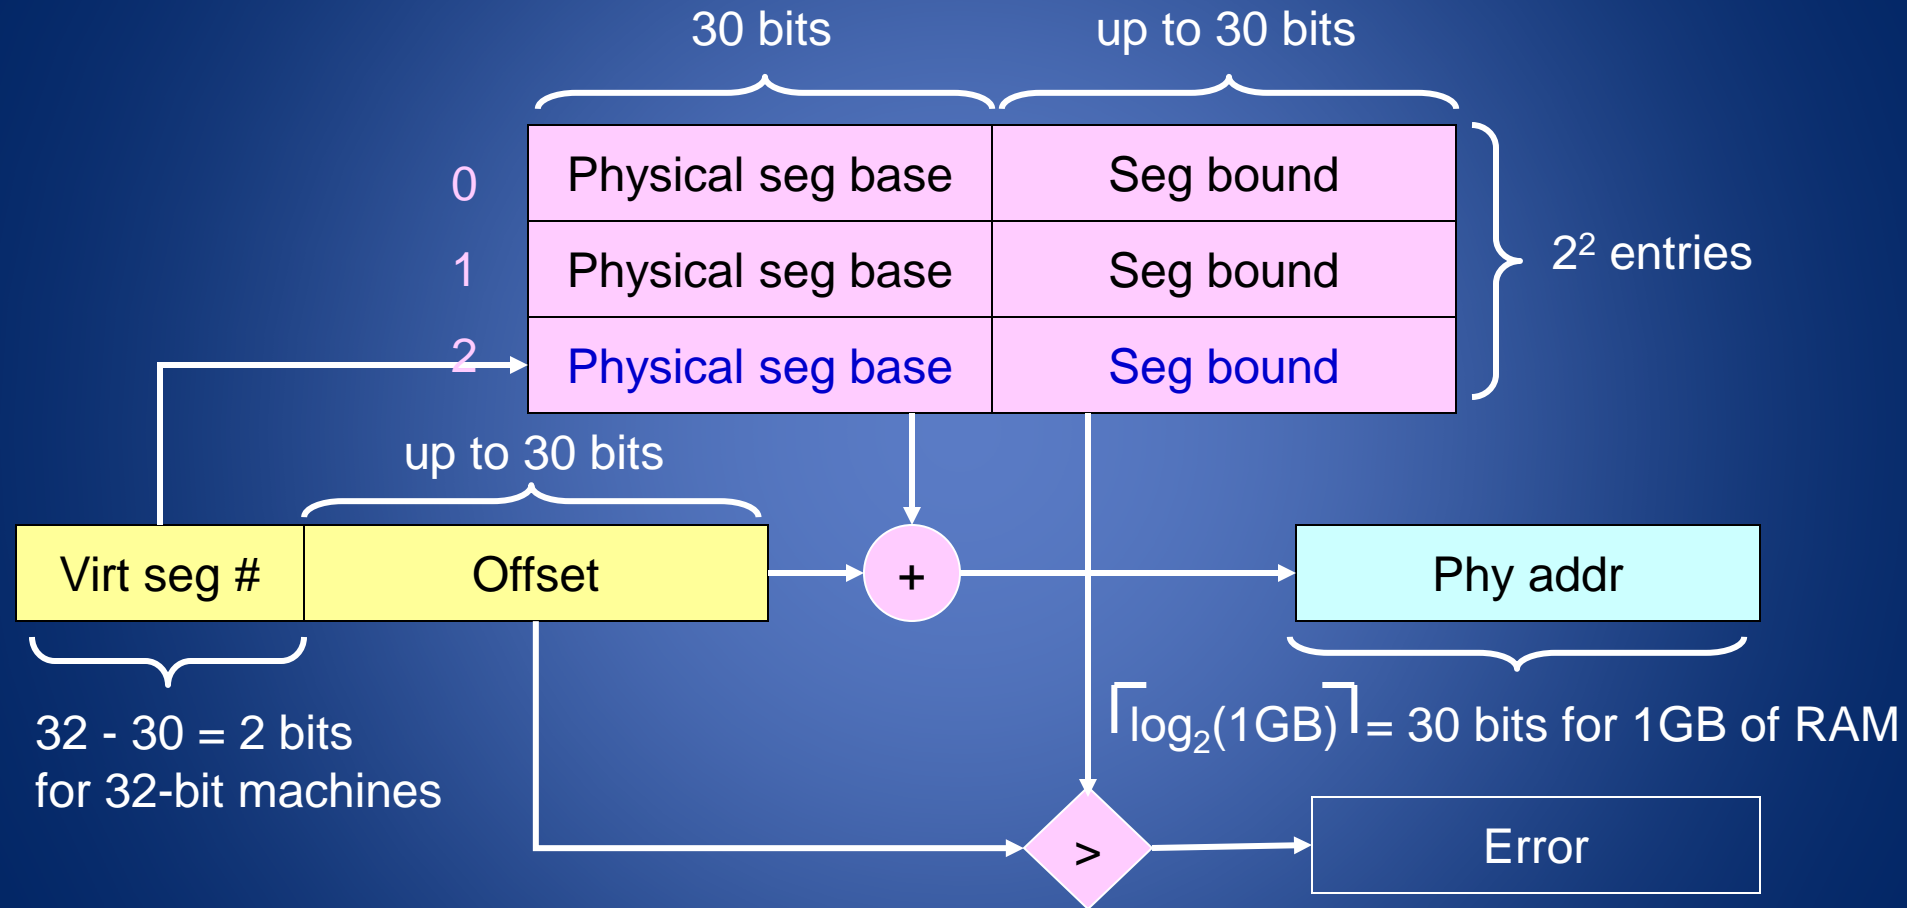 30 bits
up to 30 bits
0
Physical seg base
Seg bound
1
Physical seg base
Seg bound
2² entries
2
Physical seg base
Seg bound
up to 30 bits
Virt seg #
Offset
+
Phy addr
32 - 30 = 2 bits
for 32-bit machines
⌈log₂(1GB)⌉ = 30 bits for 1GB of RAM
>
Error